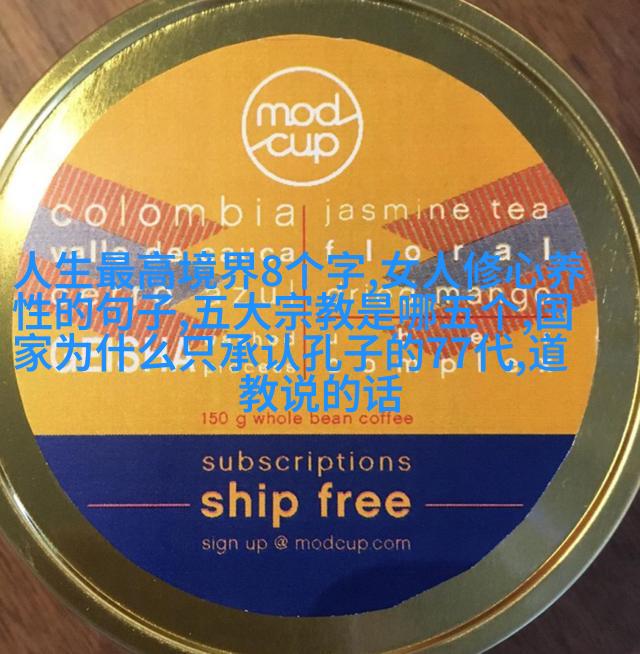 mod
cup
colombia
jasmine tea
valle de cauca
floral
人生最高境界8个字,女人修心养
性的句子,五大宗教是哪五个,国
家为什么只承认孔子的77代,道
教说的话
150 g whole bean coffee
subscriptions
ship free
sign up @ modcup.com